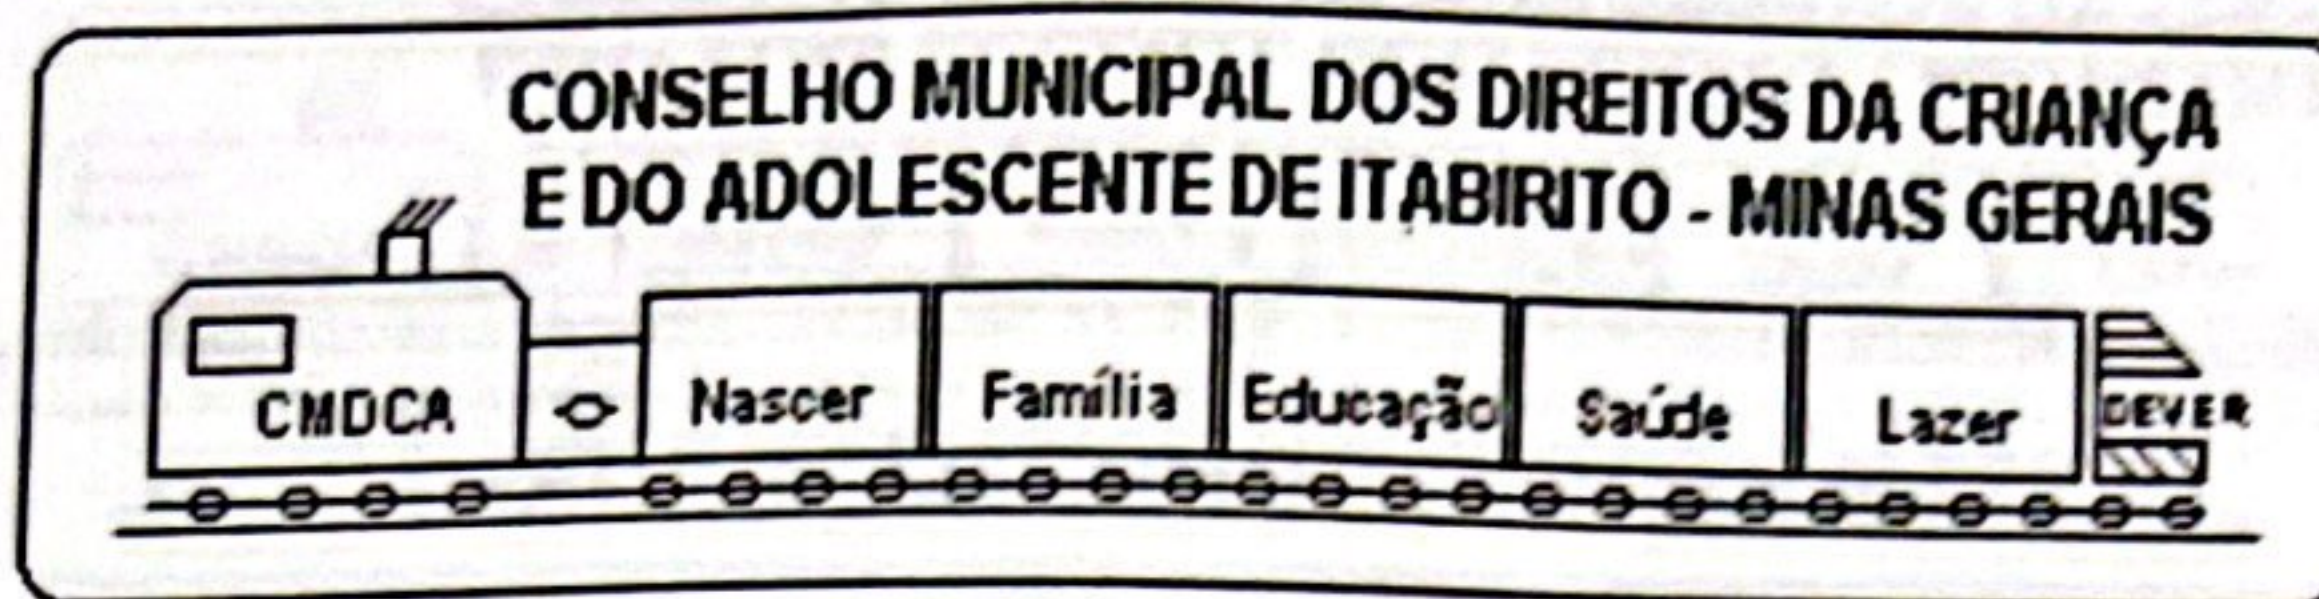 CONSELHO MUNICIPAL DOS DIREITOS DA CRIANÇA
E DO ADOLESCENTE DE ITABIRITO - MINAS GERAIS
CMDCA Nascer Família Educação Saúde Lazer DEVER